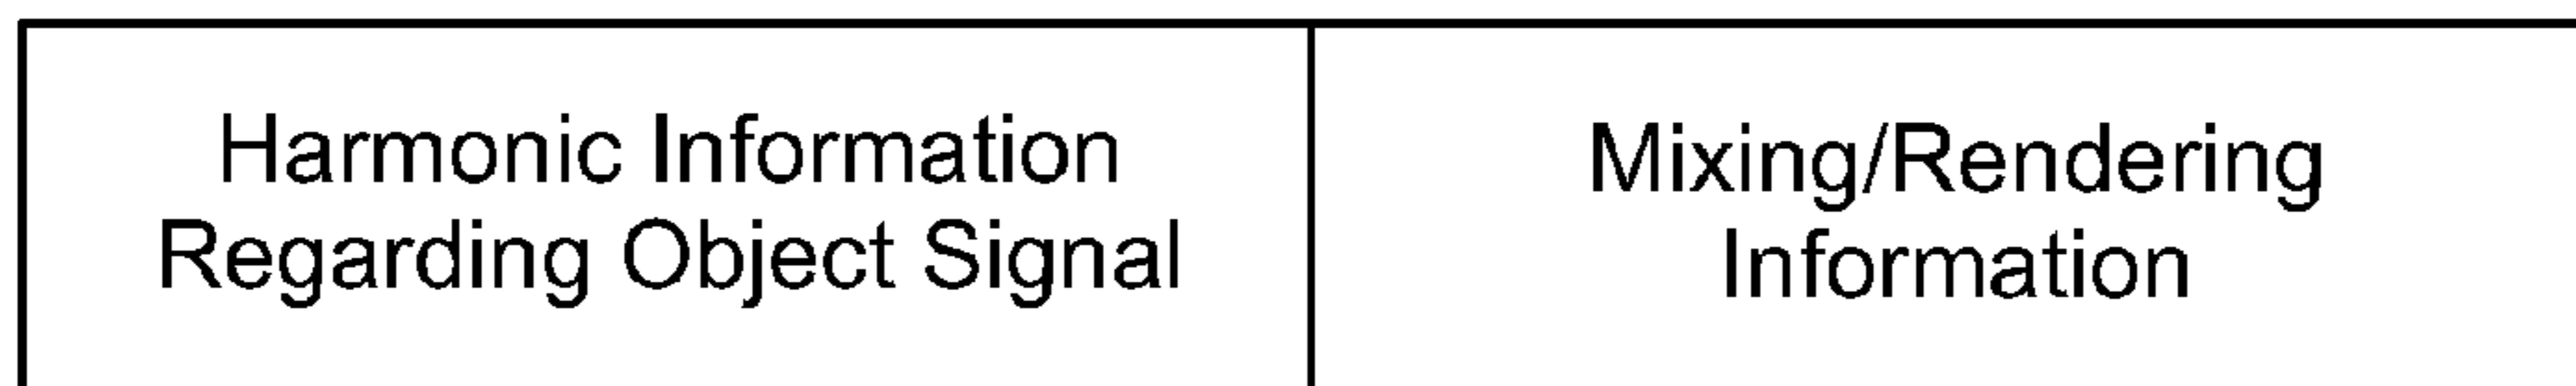 Harmonic Information
Regarding Object Signal
Mixing/Rendering
Information